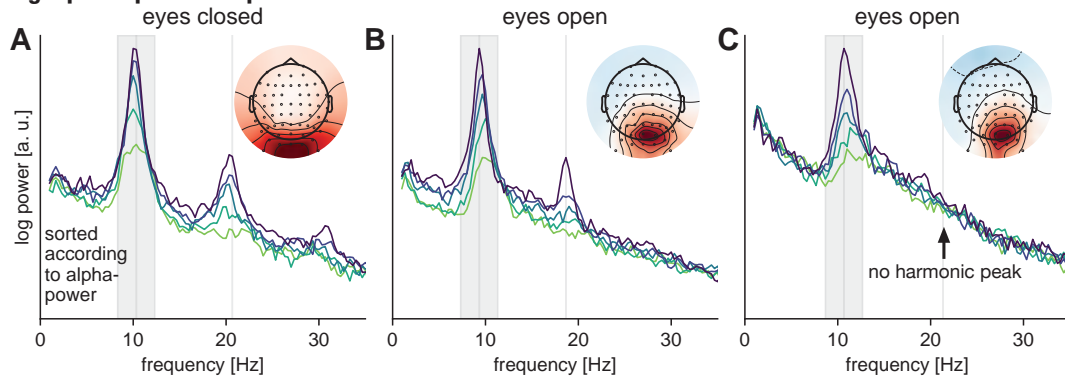 eyes closed
eyes open
eyes open
A
B
C
log power [a. u.]
sorted
according
to alpha-
power
no harmonic peak
0
10
20
30
0
10
20
30
0
10
20
30
frequency [Hz]
frequency [Hz]
frequency [Hz]